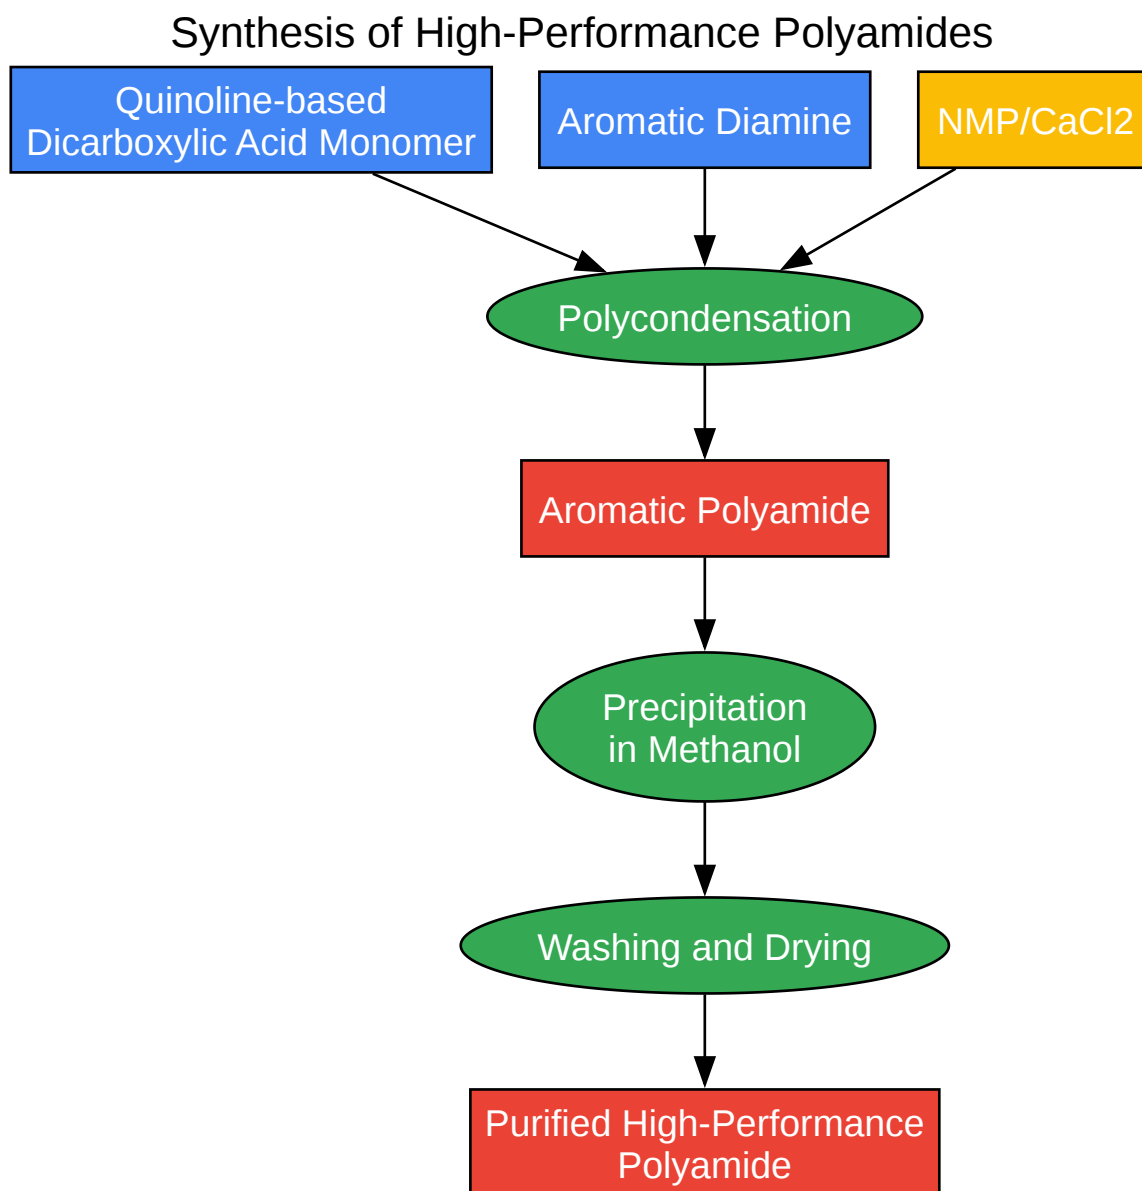 Synthesis of High-Performance Polyamides
Quinoline-based
Dicarboxylic Acid Monomer
Aromatic Diamine
NMP/CaCl2
Polycondensation
Aromatic Polyamide
Precipitation
in Methanol
Washing and Drying
Purified High-Performance
Polyamide